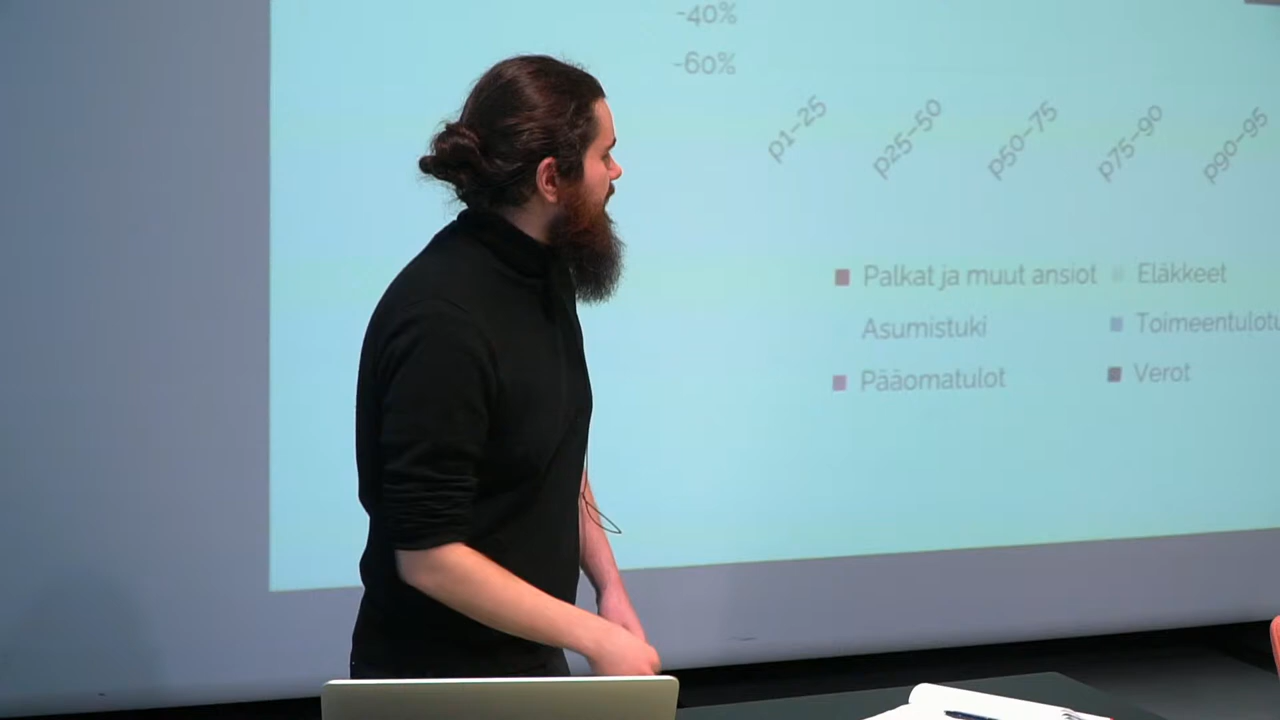 -40%
-60%
p1–25 p25–50 p50–75 p75–90 p90–95
Palkat ja muut ansiot Eläkkeet
Asumistuki Toimeentulotu
Pääomatulot Verot